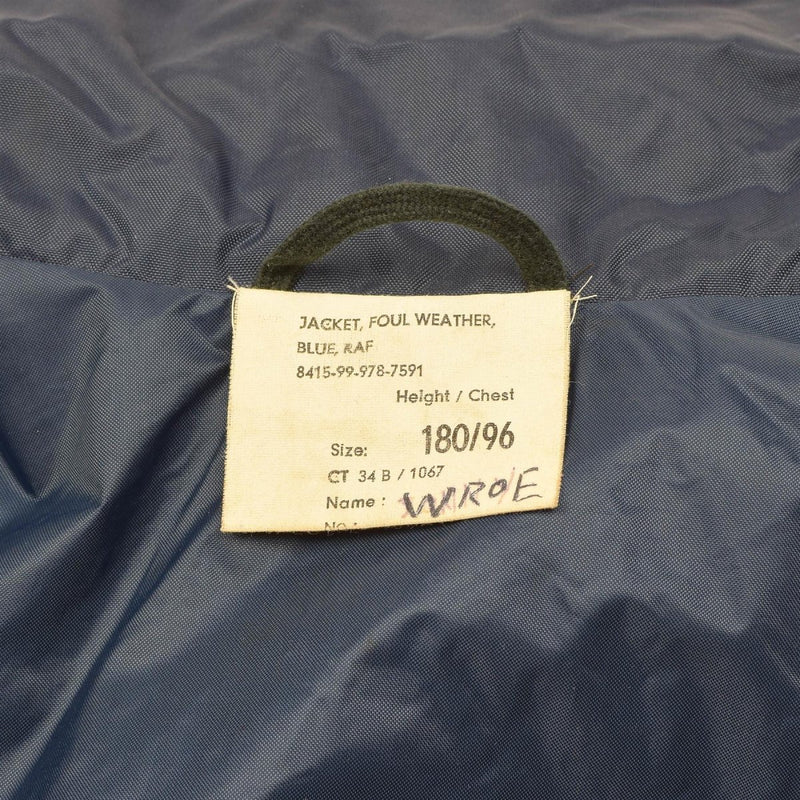 JACKET, FOUL WEATHER,
BLUE, RAF
8415-99-978-7591
Height / Chest
Size: 180/96
CT 34 B / 1067
Name : WROE
No :